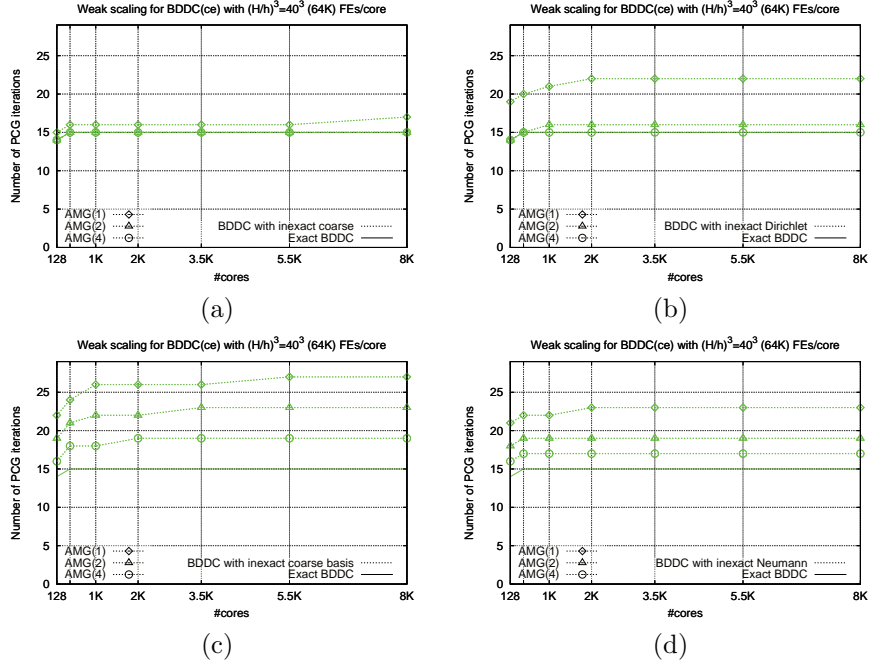 Weak scaling for BDDC(ce) with (H/h)³=40³ (64K) FEs/core
Number of PCG iterations
25
20
15
10
5
0
AMG(1)
AMG(2)
AMG(4)
BDDC with inexact coarse
Exact BDDC
128 1K 2K 3.5K 5.5K 8K
#cores
(a)
Weak scaling for BDDC(ce) with (H/h)³=40³ (64K) FEs/core
Number of PCG iterations
25
20
15
10
5
0
AMG(1)
AMG(2)
AMG(4)
BDDC with inexact Dirichlet
Exact BDDC
128 1K 2K 3.5K 5.5K 8K
#cores
(b)
Weak scaling for BDDC(ce) with (H/h)³=40³ (64K) FEs/core
Number of PCG iterations
25
20
15
10
5
0
AMG(1)
AMG(2)
AMG(4)
BDDC with inexact coarse basis
Exact BDDC
128 1K 2K 3.5K 5.5K 8K
#cores
(c)
Weak scaling for BDDC(ce) with (H/h)³=40³ (64K) FEs/core
Number of PCG iterations
25
20
15
10
5
0
AMG(1)
AMG(2)
AMG(4)
BDDC with inexact Neumann
Exact BDDC
128 1K 2K 3.5K 5.5K 8K
#cores
(d)